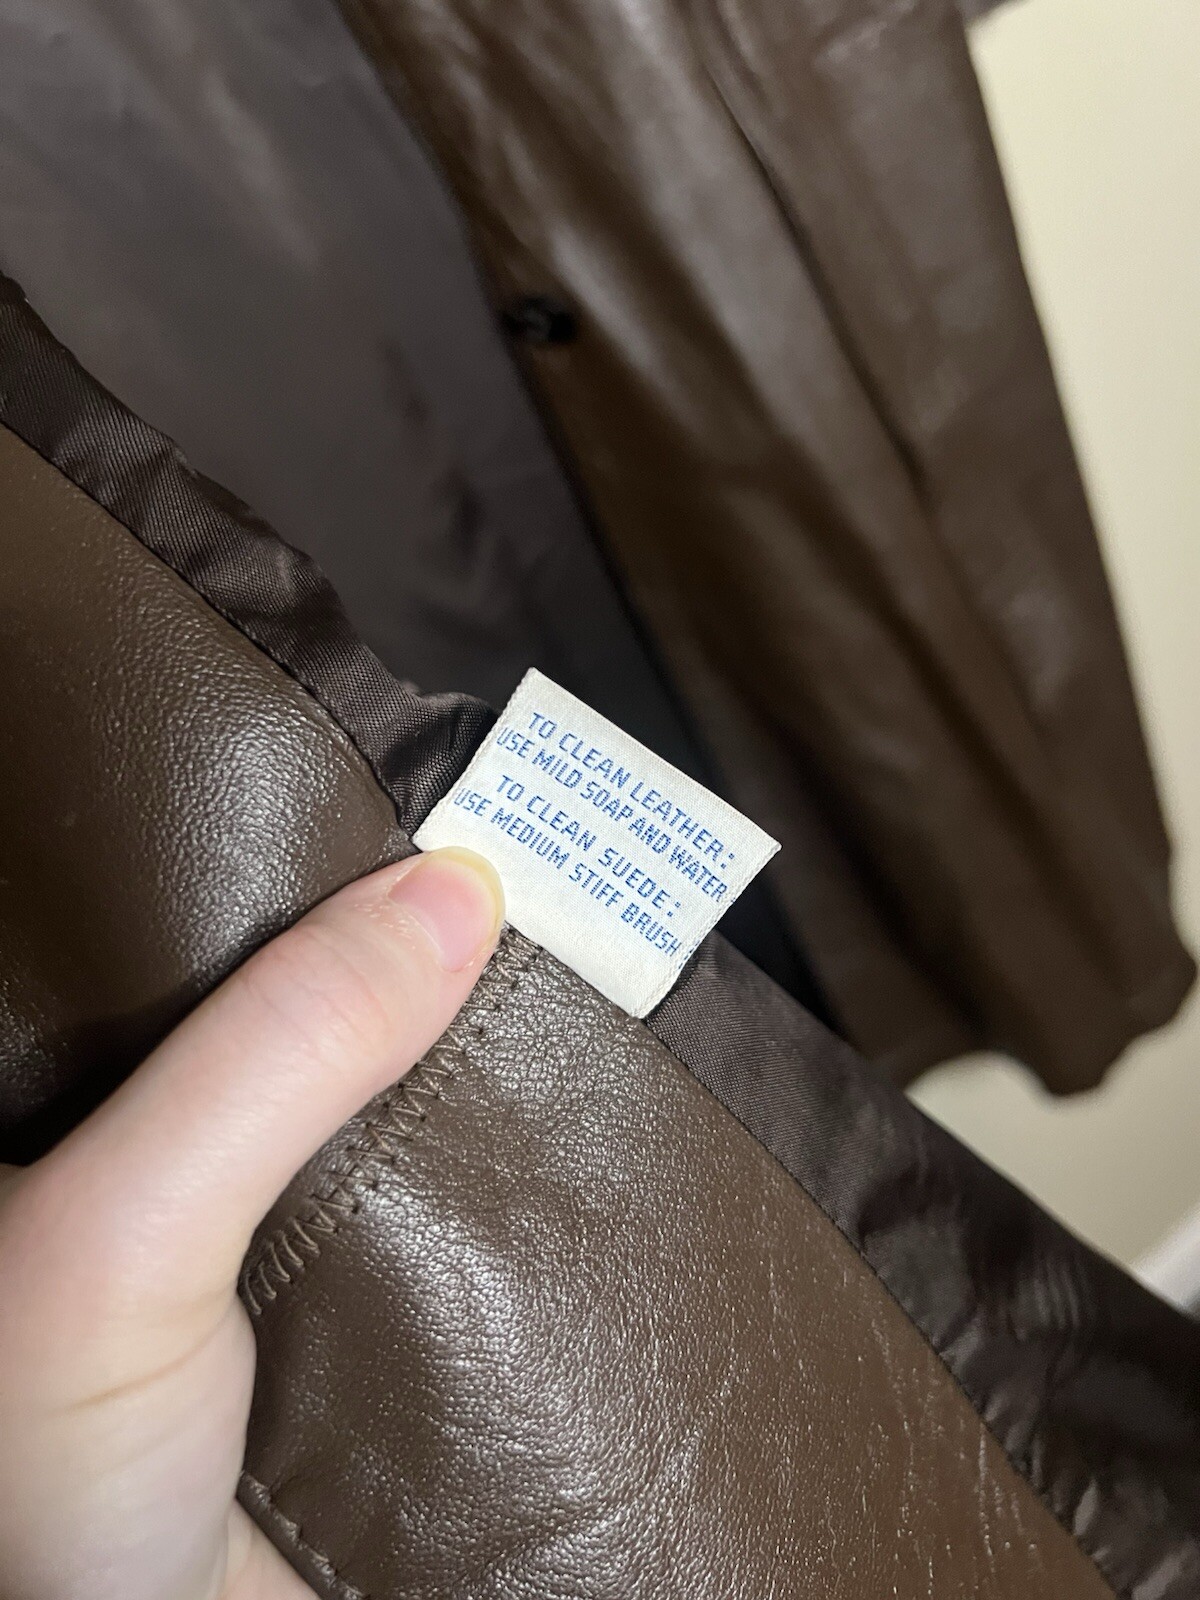 TO CLEAN LEATHER:
USE MILD SOAP AND WATER
TO CLEAN SUEDE:
USE MEDIUM STIFF BRUSH